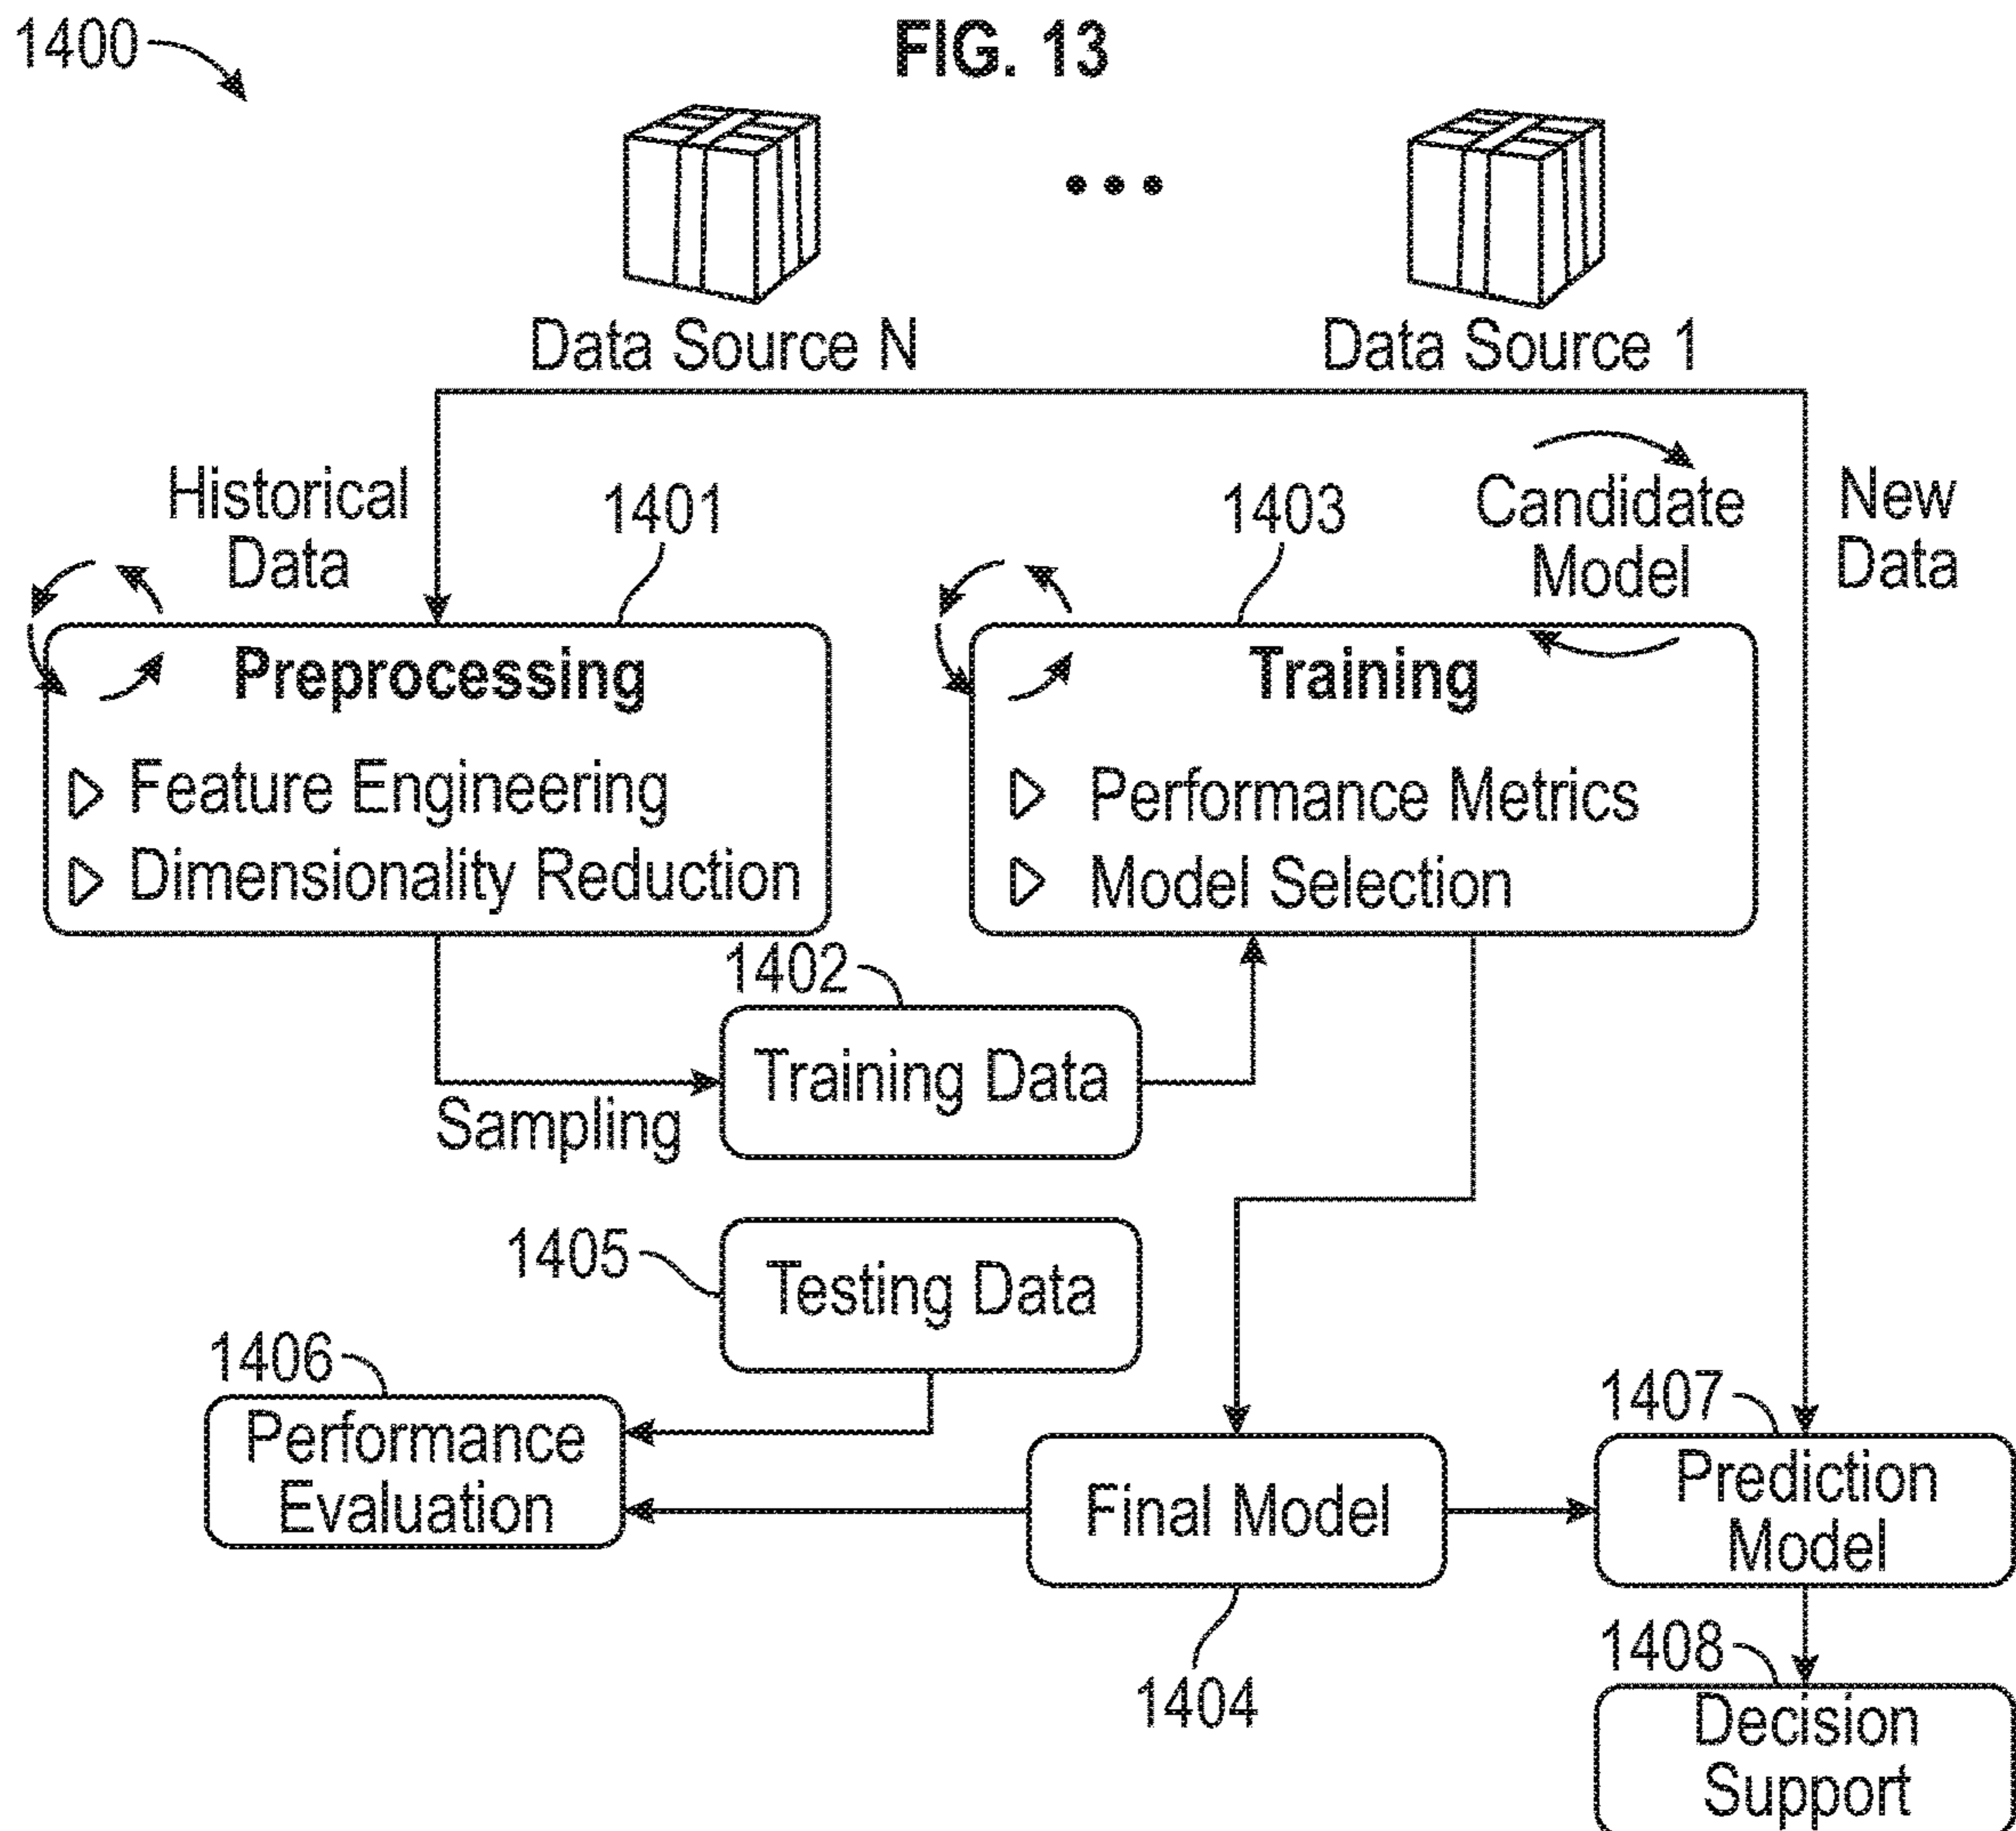 FIG. 13
1400
Data Source N
Data Source 1
Historical
Data
1401
1403
Candidate
Model
New
Data
Preprocessing
Feature Engineering
Dimensionality Reduction
Training
Performance Metrics
Model Selection
1402
Training Data
Sampling
1405
Testing Data
1406
Performance
Evaluation
Final Model
1404
1407
Prediction
Model
1408
Decision
Support